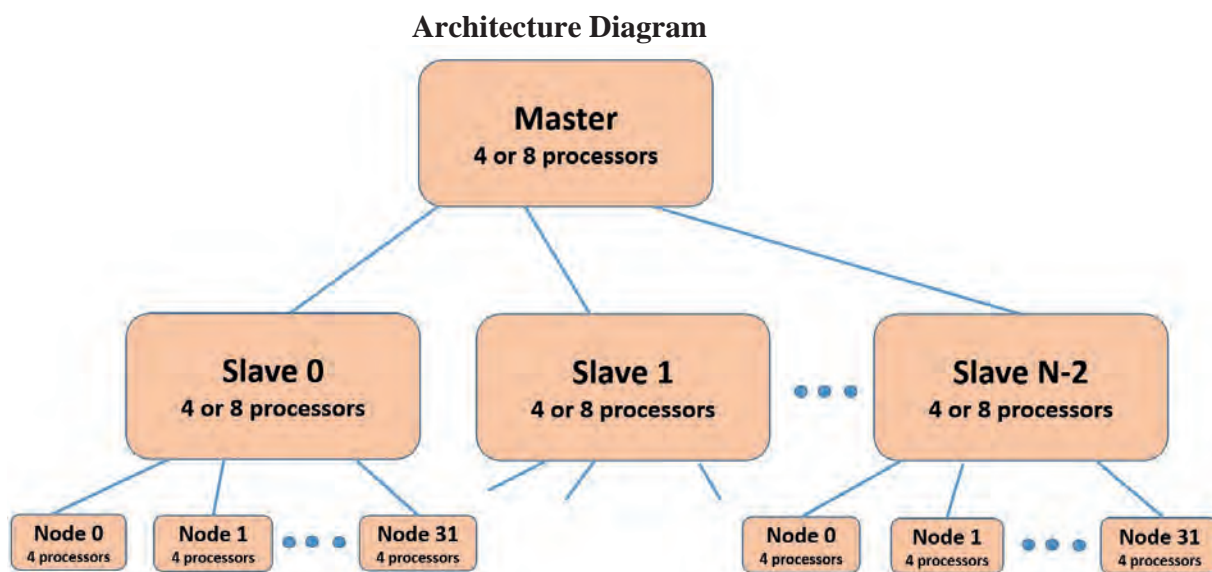 Architecture Diagram
Master
4 or 8 processors
Slave 0
4 or 8 processors
Slave 1
4 or 8 processors
Slave N-2
4 or 8 processors
Node 0
4 processors
Node 1
4 processors
Node 31
4 processors
Node 0
4 processors
Node 1
4 processors
Node 31
4 processors